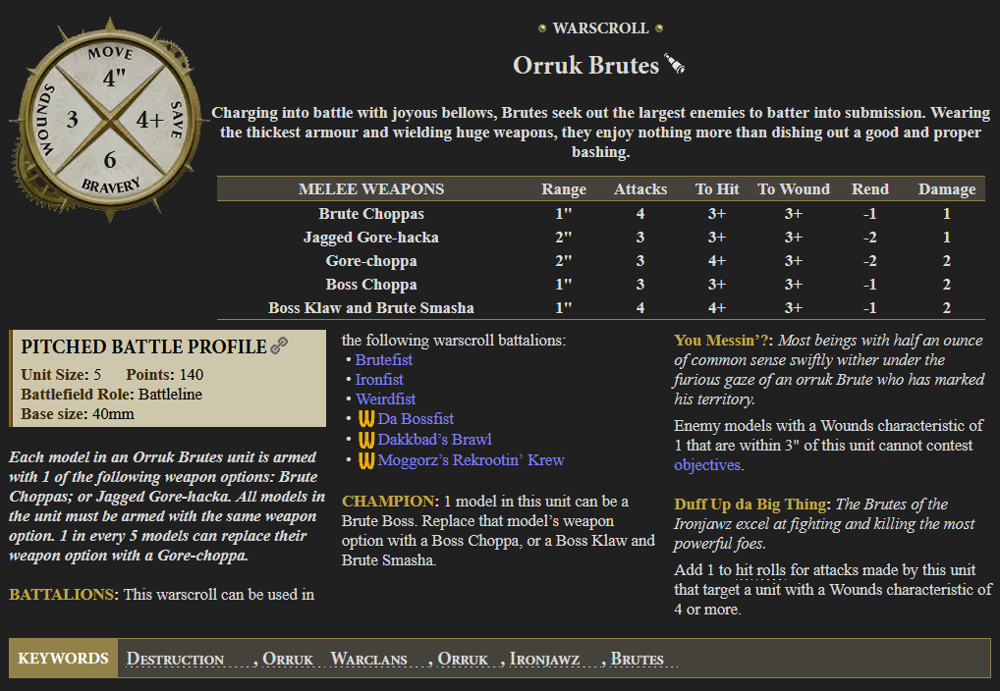 MOVE
4"
WOUNDS
3
4+
SAVE
6
BRAVERY
WARSCROLL
Orruk Brutes
Charging into battle with joyous bellows, Brutes seek out the largest enemies to batter into submission. Wearing
the thickest armour and wielding huge weapons, they enjoy nothing more than dishing out a good and proper
bashing.
MELEE WEAPONS Range Attacks To Hit To Wound Rend Damage
Brute Choppas 1" 4 3+ 3+ -1 1
Jagged Gore-hacka 2" 3 3+ 3+ -2 1
Gore-choppa 2" 3 4+ 3+ -2 2
Boss Choppa 1" 3 3+ 3+ -1 2
Boss Klaw and Brute Smasha 1" 4 4+ 3+ -1 2
PITCHED BATTLE PROFILE
Unit Size: 5 Points: 140
Battlefield Role: Battleline
Base size: 40mm
Each model in an Orruk Brutes unit is armed
with 1 of the following weapon options: Brute
Choppas; or Jagged Gore-hacka. All models in
the unit must be armed with the same weapon
option. 1 in every 5 models can replace their
weapon option with a Gore-choppa.
BATTALIONS: This warscroll can be used in
the following warscroll battalions:
• Brutefist
• Ironfist
• Weirdfist
• Da Bossfist
• Dakkbad's Brawl
• Moggorz's Rekrootin' Krew
CHAMPION: 1 model in this unit can be a
Brute Boss. Replace that model's weapon
option with a Boss Choppa, or a Boss Klaw and
Brute Smasha.
You Messin'?: Most beings with half an ounce
of common sense swiftly wither under the
furious gaze of an orruk Brute who has marked
his territory.
Enemy models with a Wounds characteristic of
1 that are within 3" of this unit cannot contest
objectives.
Duff Up da Big Thing: The Brutes of the
Ironjawz excel at fighting and killing the most
powerful foes.
Add 1 to hit rolls for attacks made by this unit
that target a unit with a Wounds characteristic of
4 or more.
KEYWORDS DESTRUCTION, ORRUK WARCLANS, ORRUK, IRONJAWZ, BRUTES